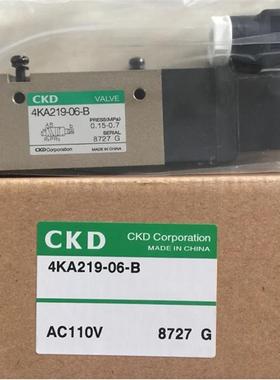 CKD VALVE
4KA219-06-B
PRESS(MPa)
0.15-0.7
SERIAL
8727 G
CKD Corporation MADE IN CHINA
CKD CKD Corporation
MADE IN CHINA
4KA219-06-B
AC110V 8727 G